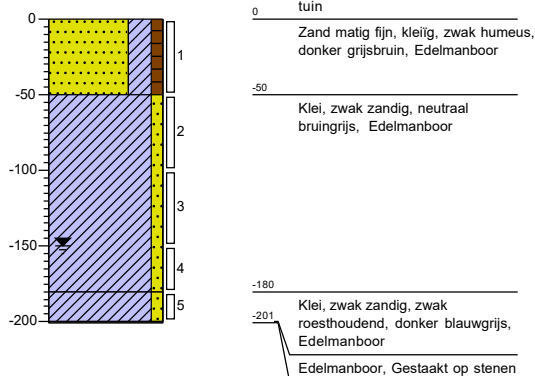 0
-50
-100
-150
-200
1
2
3
4
5
0
tuin
Zand matig fijn, kleiïg, zwak humeus,
donker grijsbruin, Edelmanboor
-50
Klei, zwak zandig, neutraal
bruingrijs, Edelmanboor
-180
Klei, zwak zandig, zwak
roesthoudend, donker blauwgrijs,
Edelmanboor
-201
Edelmanboor, Gestaakt op stenen